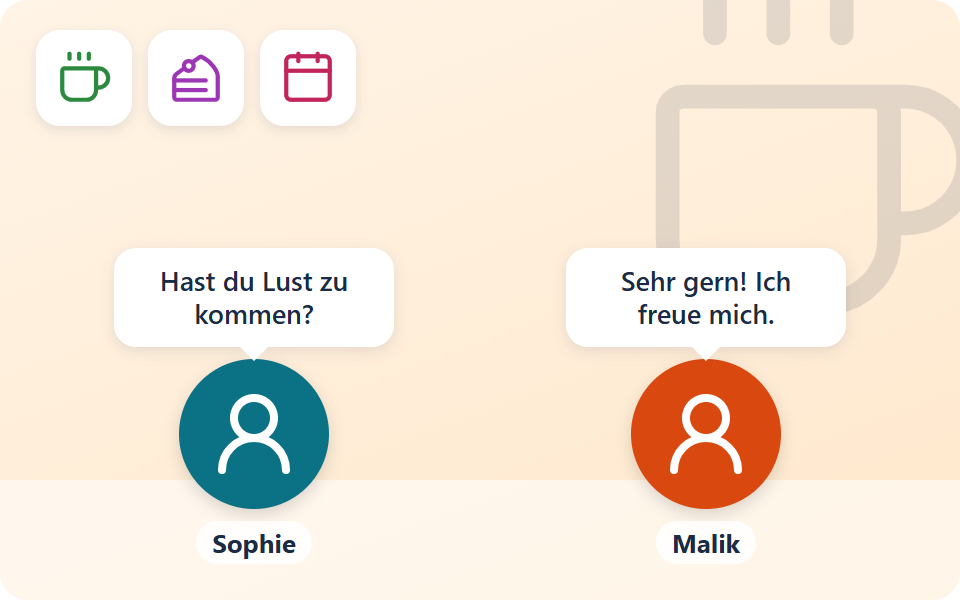 Hast du Lust zu
kommen?
Sehr gern! Ich
freue mich.
Sophie
Malik